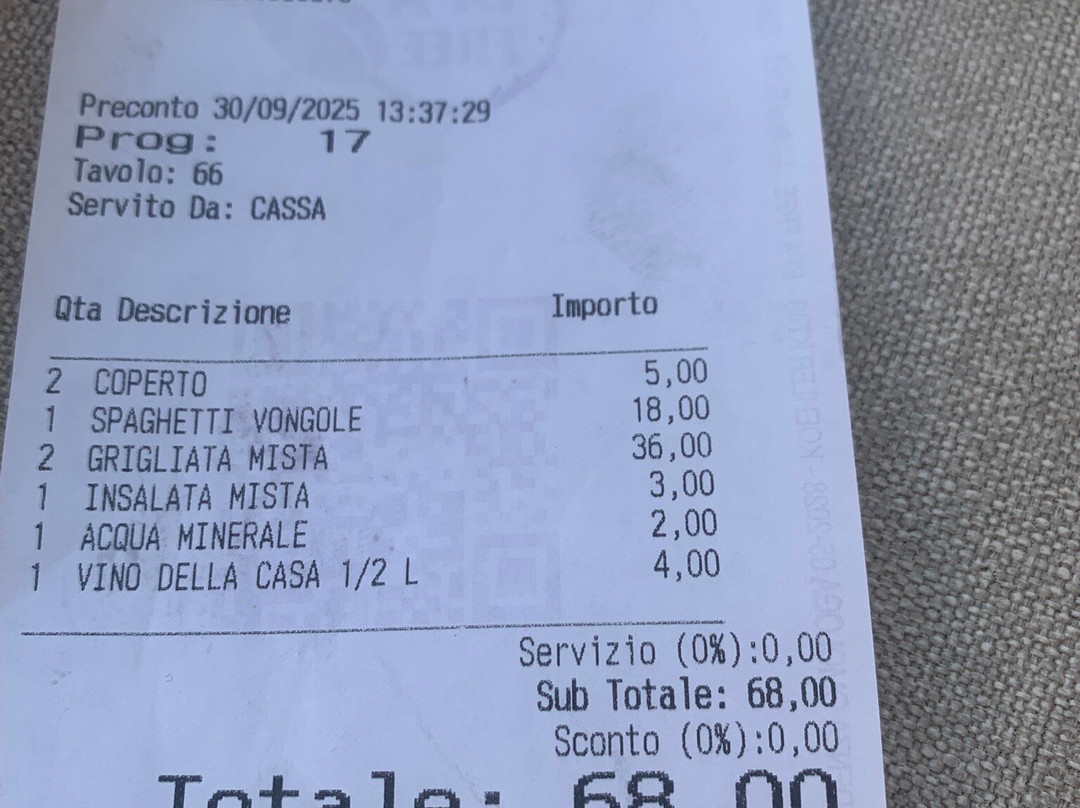 FREE
Preconto 30/09/2025 13:37:29
Prog: 17
Tavolo: 66
Servito Da: CASSA
Qta Descrizione Importo
2 COPERTO 5,00
1 SPAGHETTI VONGOLE 18,00
2 GRIGLIATA MISTA 36,00
1 INSALATA MISTA 3,00
1 ACQUA MINERALE 2,00
1 VINO DELLA CASA 1/2 L 4,00
Servizio (0%):0,00
Sub Totale: 68,00
Sconto (0%):0,00
Totale: 68,00